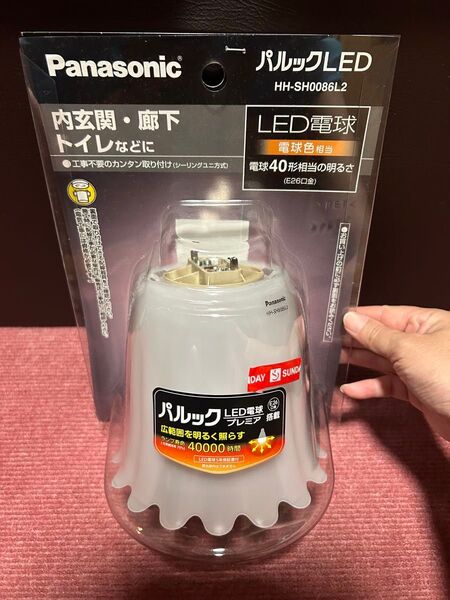 Panasonic
パルックLED
HH-SH0086L2
内玄関・廊下
トイレなどに
●工事不要のカンタン取り付け(シーリングユニ方式)
LED電球
電球色相当
電球40形相当の明るさ
(E26口金)
Panasonic
HH-SH0086L2
NDAY SUNDA
パルック LED電球
プレミア
搭載
広範囲を明るく照らす
40000時間